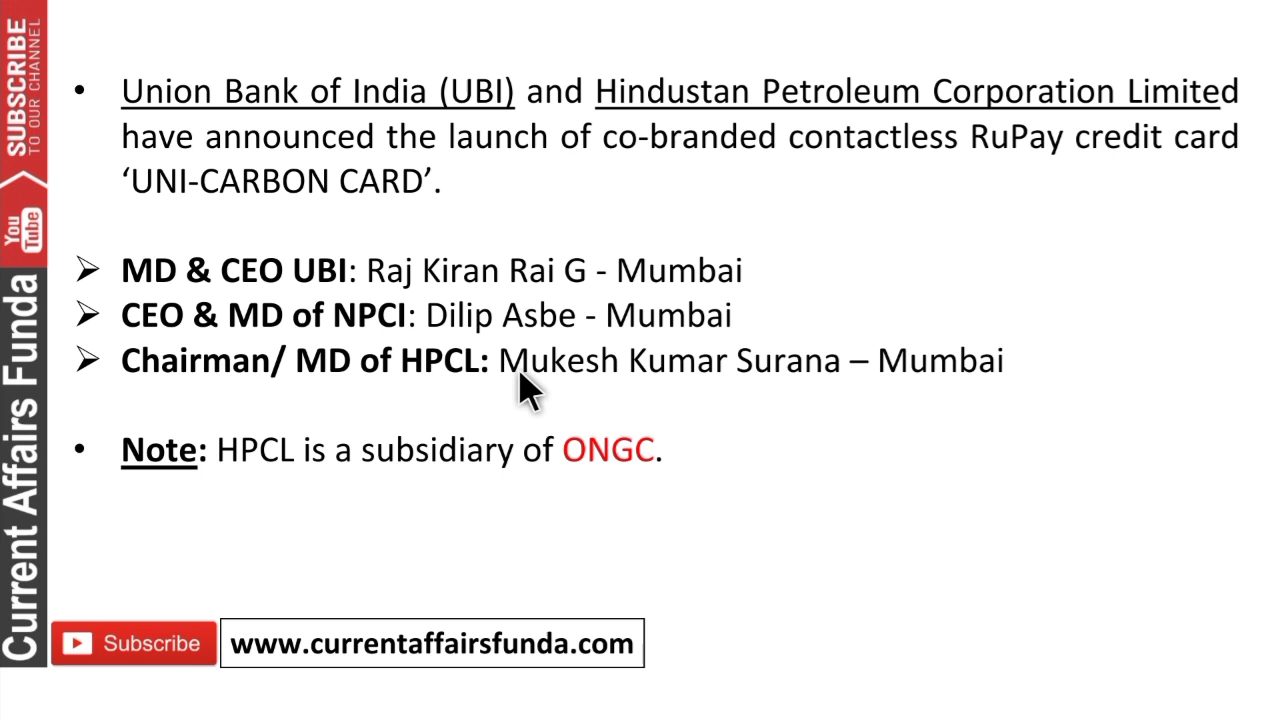 SUBSCRIBE
TO OUR CHANNEL
You
Tube
Current Affairs Funda
• Union Bank of India (UBI) and Hindustan Petroleum Corporation Limited
have announced the launch of co-branded contactless RuPay credit card
‘UNI-CARBON CARD’.
➢ MD & CEO UBI: Raj Kiran Rai G - Mumbai
➢ CEO & MD of NPCI: Dilip Asbe - Mumbai
➢ Chairman/ MD of HPCL: Mukesh Kumar Surana – Mumbai
• Note: HPCL is a subsidiary of ONGC.
Subscribe
www.currentaffairsfunda.com